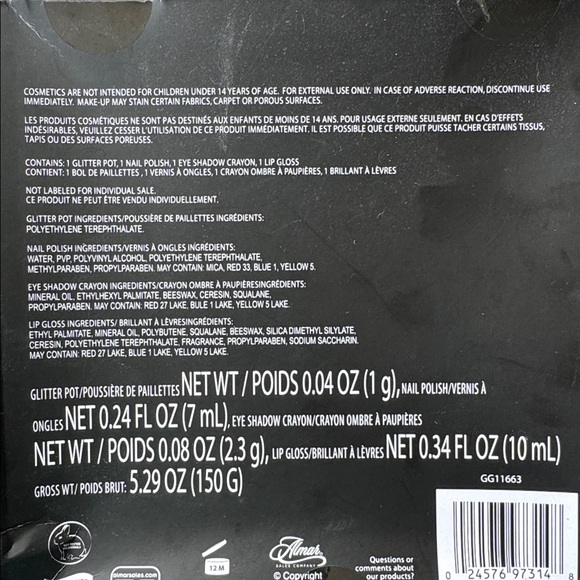 COSMETICS ARE NOT INTENDED FOR CHILDREN UNDER 14 YEARS OF AGE. FOR EXTERNAL USE ONLY. IN CASE OF ADVERSE REACTION, DISCONTINUE
IMMEDIATELY. MAKE-UP MAY STAIN CERTAIN FABRICS, CARPET OR POROUS SURFACES.
LES PRODUITS COSMÉTIQUES NE SONT PAS DESTINÉS AUX ENFANTS DE MOINS DE 14 ANS. POUR USAGE EXTERNE SEULEMENT. EN CAS D'EFFETS
INDÉSIRABLES, VEUILLEZ CESSER L'UTILISATION DE CE PRODUIT IMMÉDIATEMENT. IL EST POSSIBLE QUE CE PRODUIT PUISSE TACHER CERTAINS TISSUS,
TAPIS OU DES SURFACES POREUSES.
CONTAINS: 1 GLITTER POT, 1 NAIL POLISH, 1 EYE SHADOW CRAYON, 1 LIP GLOSS
CONTIENT: 1 BOL DE PAILLETTES , 1 VERNIS À ONGLES, 1 CRAYON OMBRE À PAUPIÈRES, 1 BRILLANT À LÈVRES
NOT LABELED FOR INDIVIDUAL SALE.
CE PRODUIT NE PEUT ÊTRE VENDU INDIVIDUELLEMENT.
GLITTER POT INGREDIENTS/POUSSIÈRE DE PAILLETTES INGRÉDIENTS:
POLYETHYLENE TEREPHTHALATE.
NAIL POLISH INGREDIENTS/VERNIS À ONGLES INGRÉDIENTS:
WATER, PVP, POLYVINYL ALCOHOL, POLYETHYLENE TEREPHTHALATE,
METHYLPARABEN, PROPYLPARABEN. MAY CONTAIN: MICA, RED 33, BLUE 1, YELLOW 5.
EYE SHADOW CRAYON INGREDIENTS/CRAYON OMBRE À PAUPIÈRESINGRÉDIENTS:
MINERAL OIL, ETHYLHEXYL PALMITATE, BEESWAX, CERESIN, SQUALANE,
PROPYLPARABEN. MAY CONTAIN: RED 27 LAKE, BLUE 1 LAKE, YELLOW 5 LAKE.
LIP GLOSS INGREDIENTS/ BRILLANT À LÈVRESINGRÉDIENTS:
ETHYL PALMITATE, MINERAL OIL, POLYBUTENE, SQUALANE, BEESWAX, SILICA DIMETHYL SILYLATE,
CERESIN, POLYETHYLENE TEREPHTHALATE, FRAGRANCE, PROPYLPARABEN, SODIUM SACCHARIN.
MAY CONTAIN: RED 27 LAKE, BLUE 1 LAKE, YELLOW 5 LAKE.
GLITTER POT/POUSSIÈRE DE PAILLETTES NET WT / POIDS 0.04 OZ (1 g), NAIL POLISH/VERNIS À
ONGLES NET 0.24 FL OZ (7 mL), EYE SHADOW CRAYON/CRAYON OMBRE À PAUPIÈRES
NET WT / POIDS 0.08 OZ (2.3 g), LIP GLOSS/BRILLANT À LÈVRES NET 0.34 FL OZ (10 mL)
GROSS WT/ POIDS BRUT: 5.29 OZ (150 G)
GG11663
12 M
almarsales.com
Almar
SALES COMPANY
© Copyright
Questions or
comments about
our products?
0 24576 97314 8